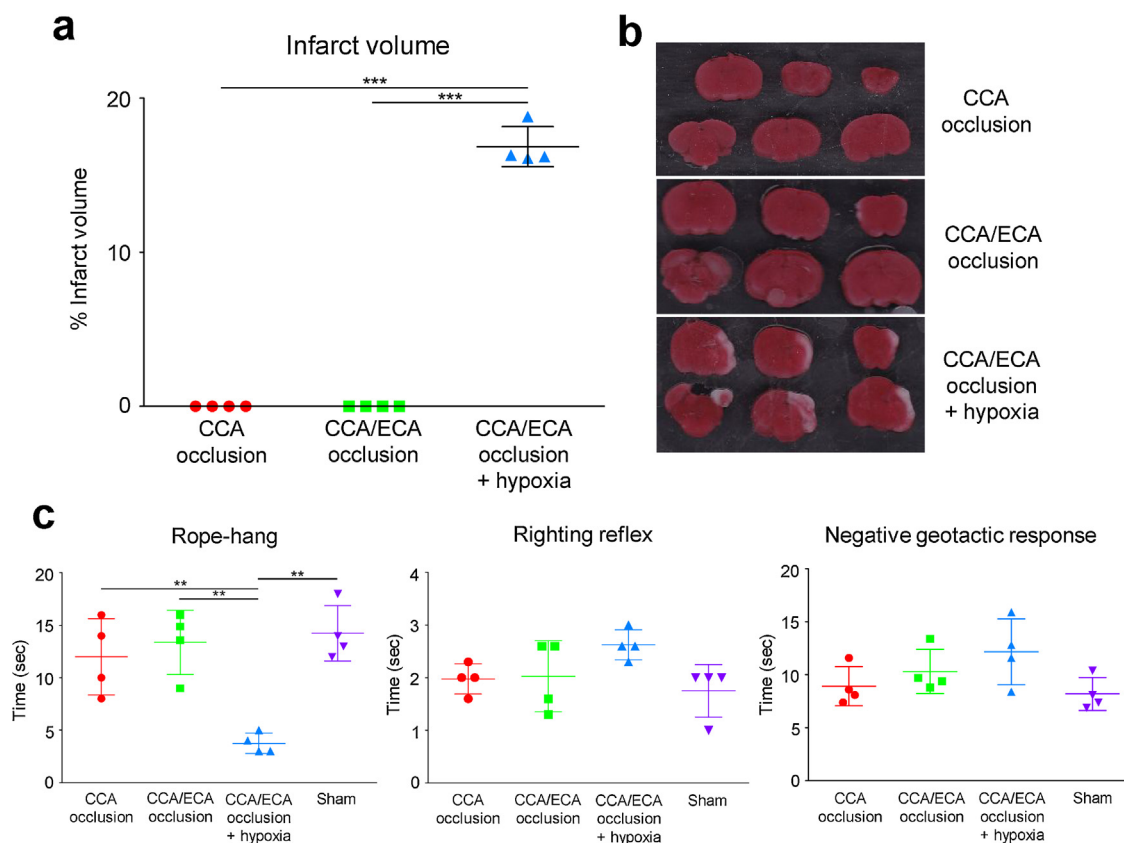 a
Infarct volume
***
***
20
10
0
% Infarct volume
CCA
occlusion
CCA/ECA
occlusion
CCA/ECA
occlusion
+ hypoxia
b
CCA
occlusion
CCA/ECA
occlusion
CCA/ECA
occlusion
+ hypoxia
c
Rope-hang
**
**
**
20
15
10
5
0
Time (sec)
CCA
occlusion
CCA/ECA
occlusion
CCA/ECA
occlusion
+ hypoxia
Sham
Righting reflex
4
3
2
1
0
Time (sec)
CCA
occlusion
CCA/ECA
occlusion
CCA/ECA
occlusion
+ hypoxia
Sham
Negative geotactic response
20
15
10
5
0
Time (sec)
CCA
occlusion
CCA/ECA
occlusion
CCA/ECA
occlusion
+ hypoxia
Sham